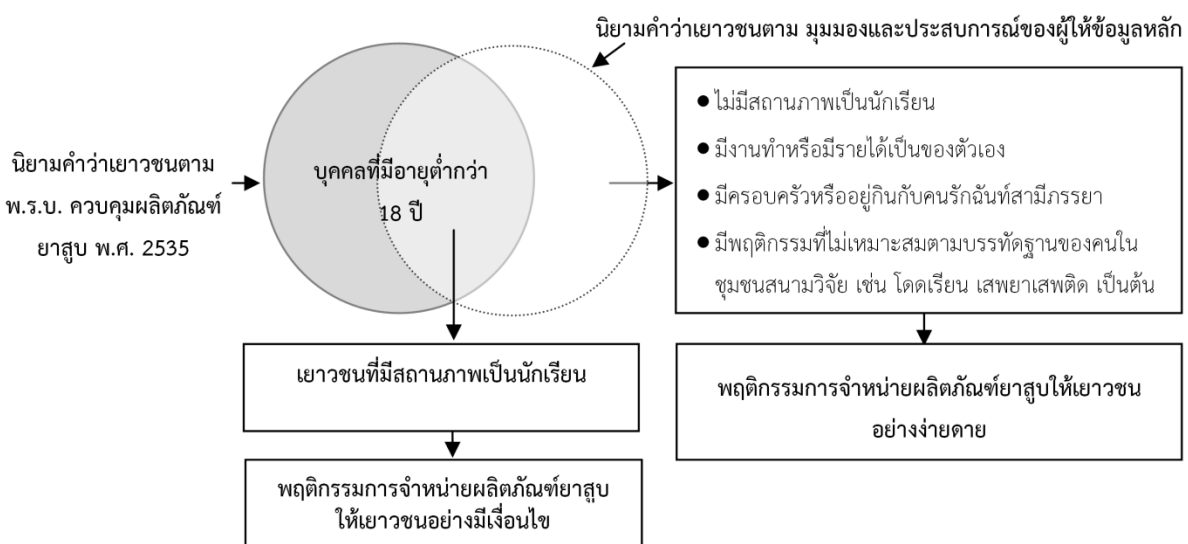 นิยามคำว่าเยาวชนตาม มุมมองและประสบการณ์ของผู้ให้ข้อมูลหลัก
นิยามคำว่าเยาวชนตาม
พ.ร.บ. ควบคุมผลิตภัณฑ์
ยาสูบ พ.ศ. 2535
บุคคลที่มีอายุต่ำกว่า
18 ปี
● ไม่มีสถานภาพเป็นนักเรียน
● มีงานทำหรือมีรายได้เป็นของตัวเอง
● มีครอบครัวหรืออยู่กินกับคนรักฉันท์สามีภรรยา
● มีพฤติกรรมที่ไม่เหมาะสมตามบรรทัดฐานของคนใน
ชุมชนสนามวิจัย เช่น โดดเรียน เสพยาเสพติด เป็นต้น
เยาวชนที่มีสถานภาพเป็นนักเรียน
พฤติกรรมการจำหน่ายผลิตภัณฑ์ยาสูบให้เยาวชน
อย่างง่ายดาย
พฤติกรรมการจำหน่ายผลิตภัณฑ์ยาสูบ
ให้เยาวชนอย่างมีเงื่อนไข